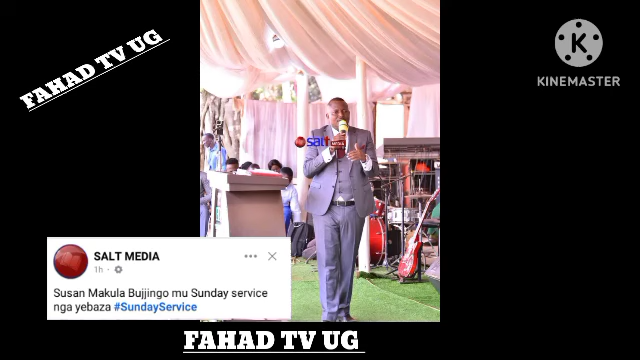 FAHAD TV UG
KINEMASTER
salt
MEDIA
SALT MEDIA
1h
Susan Makula Bujjingo mu Sunday service
nga yebaza #SundayService
FAHAD TV UG